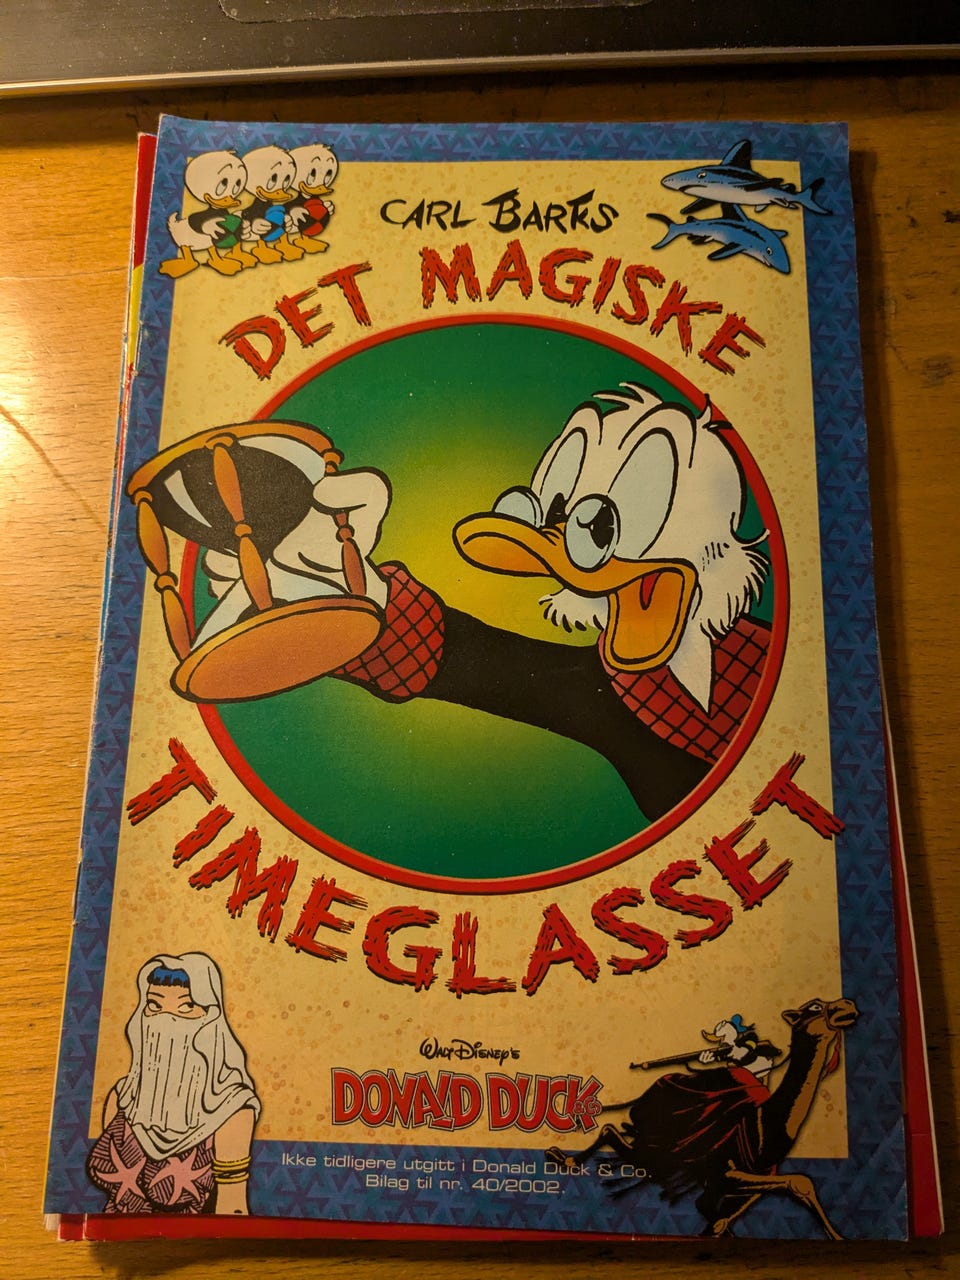 CARL BARKS
DET MAGISKE
TIMEGLASSET
WALT DISNEY'S
DONALD DUCK & CO
Ikke tidligere utgitt i Donald Duck & Co.
Bilag til nr. 40/2002.